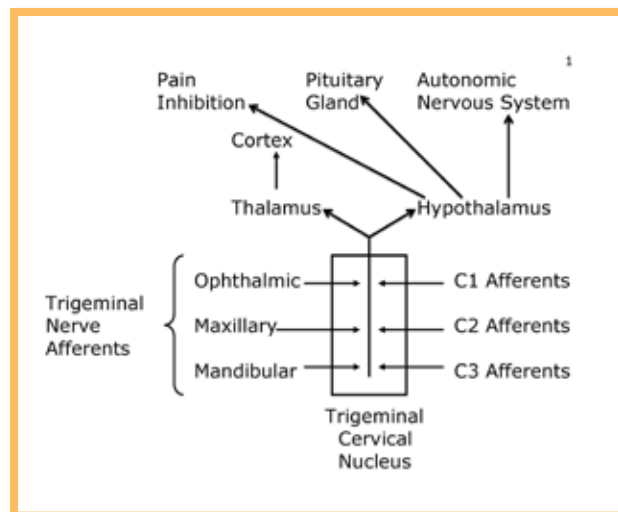 1
Pain
Inhibition
Pituitary
Gland
Autonomic
Nervous System
Cortex
Thalamus
Hypothalamus
Trigeminal
Nerve
Afferents
Ophthalmic
Maxillary
Mandibular
C1 Afferents
C2 Afferents
C3 Afferents
Trigeminal
Cervical
Nucleus